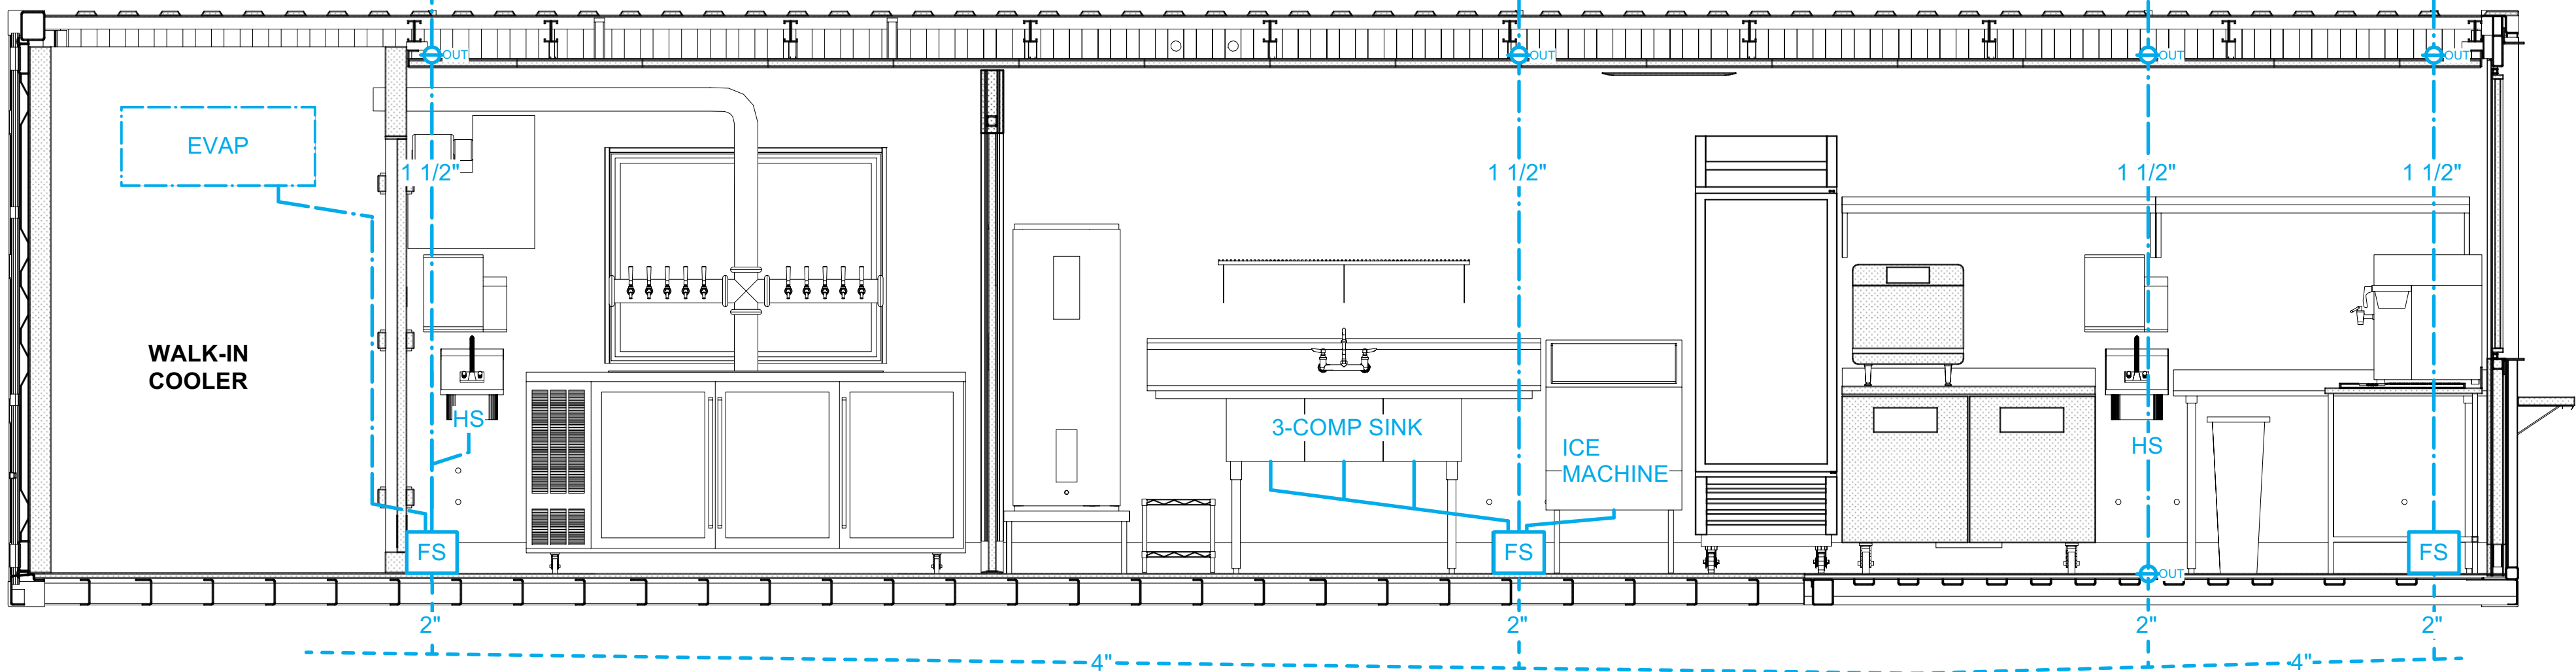 OUT
OUT
OUT
OUT
EVAP
1 1/2"
1 1/2"
1 1/2"
1 1/2"
WALK-IN
COOLER
HS
3-COMP SINK
ICE
MACHINE
HS
FS
FS
FS
OUT
2"
2"
2"
2"
4"
4"